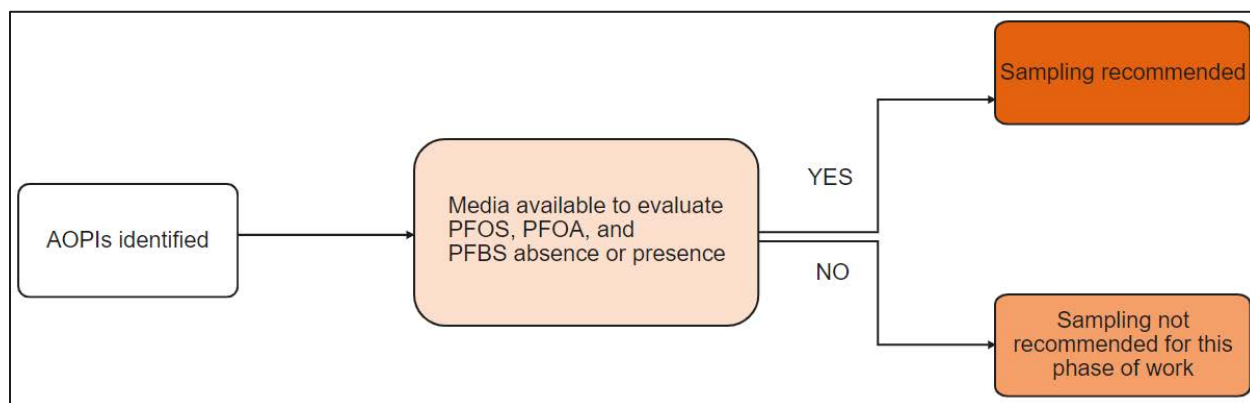 AOPIs identified
Media available to evaluate
PFOS, PFOA, and
PFBS absence or presence
YES
NO
Sampling recommended
Sampling not
recommended for this
phase of work